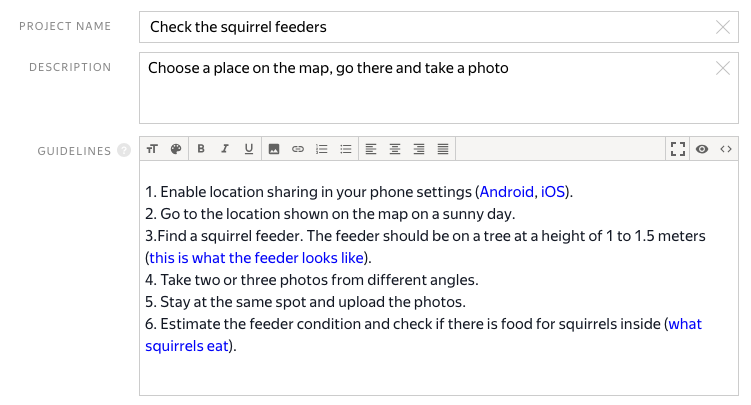 PROJECT NAME
Check the squirrel feeders
DESCRIPTION
Choose a place on the map, go there and take a photo
GUIDELINES ?
TT B I U
1. Enable location sharing in your phone settings (Android, iOS).
2. Go to the location shown on the map on a sunny day.
3.Find a squirrel feeder. The feeder should be on a tree at a height of 1 to 1.5 meters
(this is what the feeder looks like).
4. Take two or three photos from different angles.
5. Stay at the same spot and upload the photos.
6. Estimate the feeder condition and check if there is food for squirrels inside (what
squirrels eat).